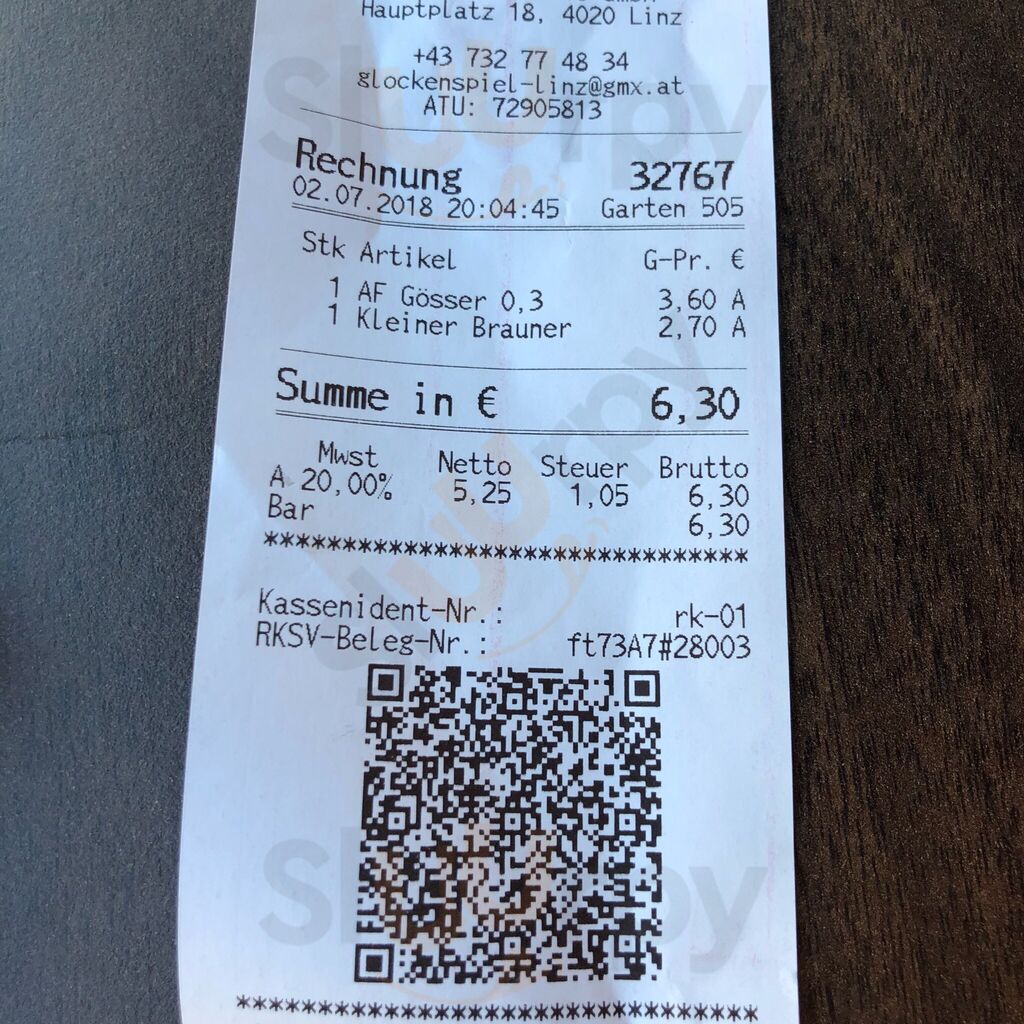 Hauptplatz 18, 4020 Linz
+43 732 77 48 34
glockenspiel-linz@gmx.at
ATU: 72905813
Rechnung 32767
02.07.2018 20:04:45 Garten 505
Stk Artikel G-Pr. €
1 AF Gösser 0,3 3,60 A
1 Kleiner Brauner 2,70 A
Summe in € 6,30
Mwst Netto Steuer Brutto
A 20,00% 5,25 1,05 6,30
Bar 6,30
*************************************
Kassenident-Nr.: rk-01
RKSV-Beleg-Nr.: ft73A7#28003
*************************************
Sluurpy
Sluurpy
Sluurpy